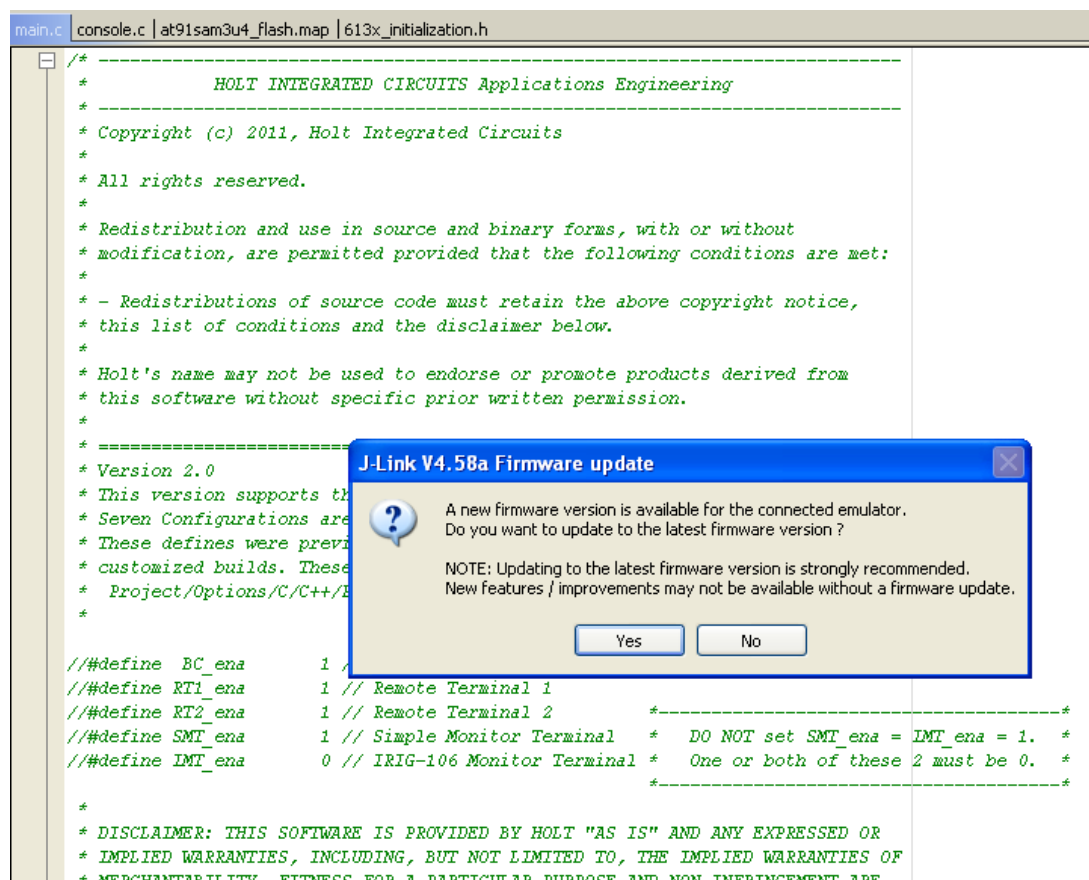 main.c console.c at91sam3u4_flash.map 613x_initialization.h
/* -----------------------------------------------------------------------------
* HOLT INTEGRATED CIRCUITS Applications Engineering
* -----------------------------------------------------------------------------
* Copyright (c) 2011, Holt Integrated Circuits
*
* All rights reserved.
*
* Redistribution and use in source and binary forms, with or without
* modification, are permitted provided that the following conditions are met:
*
* - Redistributions of source code must retain the above copyright notice,
* this list of conditions and the disclaimer below.
*
* Holt's name may not be used to endorse or promote products derived from
* this software without specific prior written permission.
*
* ========================
* Version 2.0
* This version supports
* Seven Configurations are
* These defines were
* customized builds. These
* Project/Options/C/C++/
*
J-Link V4.58a Firmware update
A new firmware version is available for the connected emulator.
Do you want to update to the latest firmware version ?
NOTE: Updating to the latest firmware version is strongly recommended.
New features / improvements may not be available without a firmware update.
Yes No
//#define BC_ena 1 /
//#define RT1_ena 1 // Remote Terminal 1
//#define RT2_ena 1 // Remote Terminal 2 *---------------------------------------*
//#define SMT_ena 1 // Simple Monitor Terminal * DO NOT set SMT_ena = IMT_ena = 1. *
//#define IMT_ena 0 // IRIG-106 Monitor Terminal * One or both of these 2 must be 0. *
*---------------------------------------*
*
* DISCLAIMER: THIS SOFTWARE IS PROVIDED BY HOLT "AS IS" AND ANY EXPRESSED OR
* IMPLIED WARRANTIES, INCLUDING, BUT NOT LIMITED TO, THE IMPLIED WARRANTIES OF
* MERCHANTABILITY, FITNESS FOR A PARTICULAR PURPOSE AND NON-INFRINGEMENT ARE